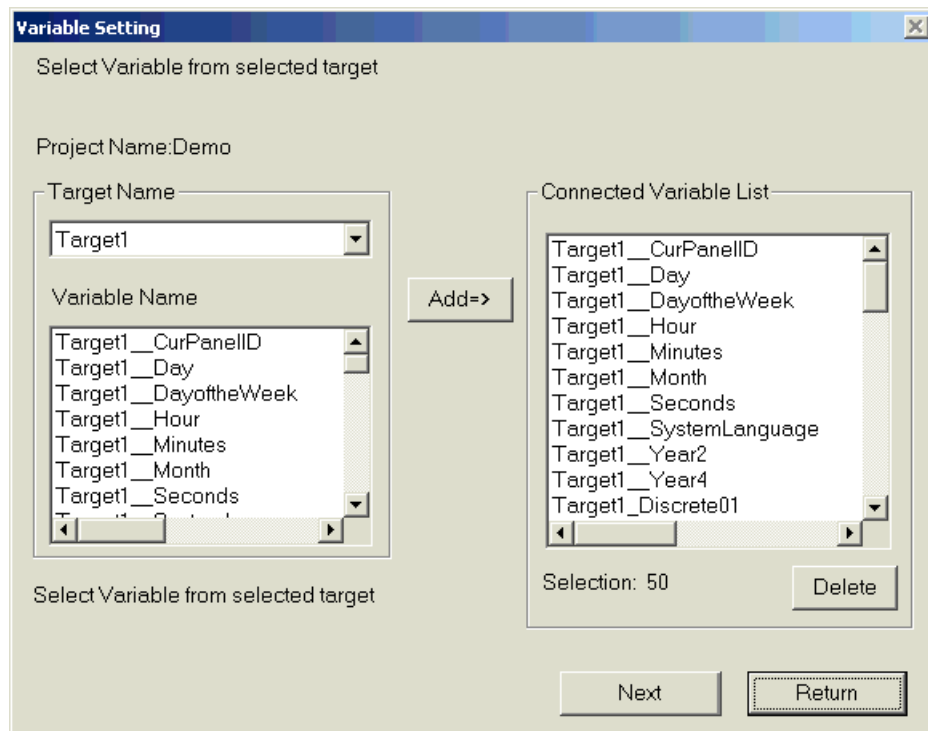 Variable Setting
Select Variable from selected target
Project Name:Demo
Target Name
Target1
Variable Name
Target1__CurPanelID
Target1__Day
Target1__DayoftheWeek
Target1__Hour
Target1__Minutes
Target1__Month
Target1__Seconds
Select Variable from selected target
Add=>
Connected Variable List
Target1__CurPanelID
Target1__Day
Target1__DayoftheWeek
Target1__Hour
Target1__Minutes
Target1__Month
Target1__Seconds
Target1__SystemLanguage
Target1__Year2
Target1__Year4
Target1_Discrete01
Selection: 50
Delete
Next
Return